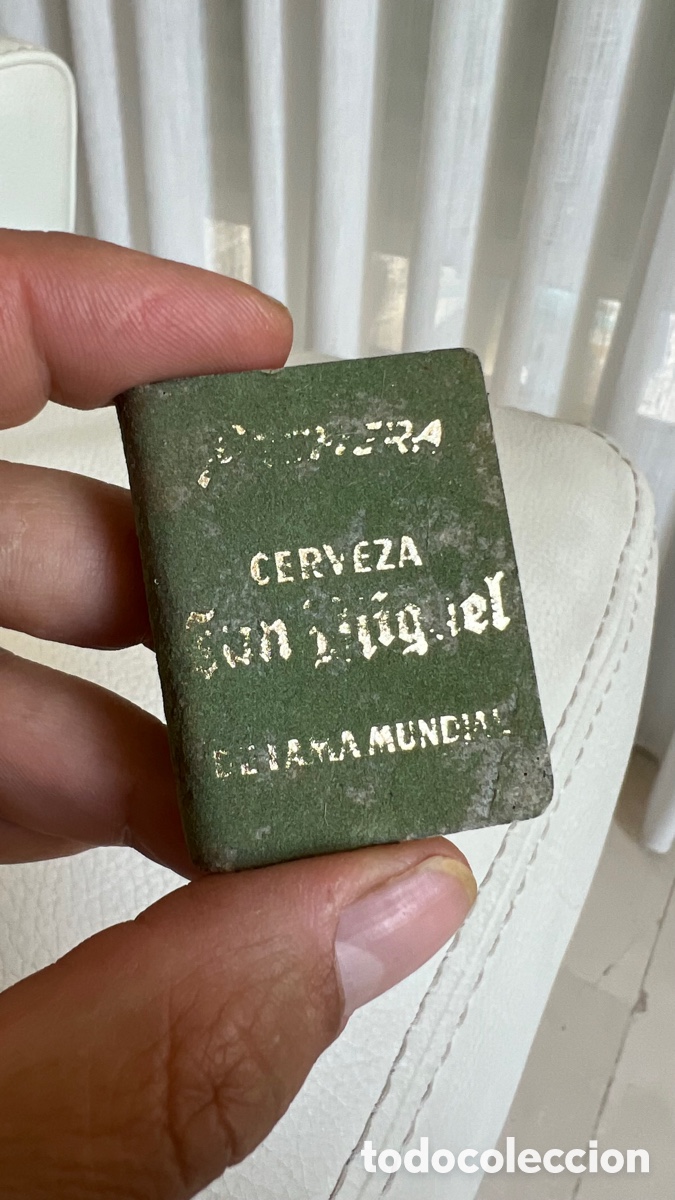 CERVEZA
San Miguel
DE FAMA MUNDIAL
todocoleccion